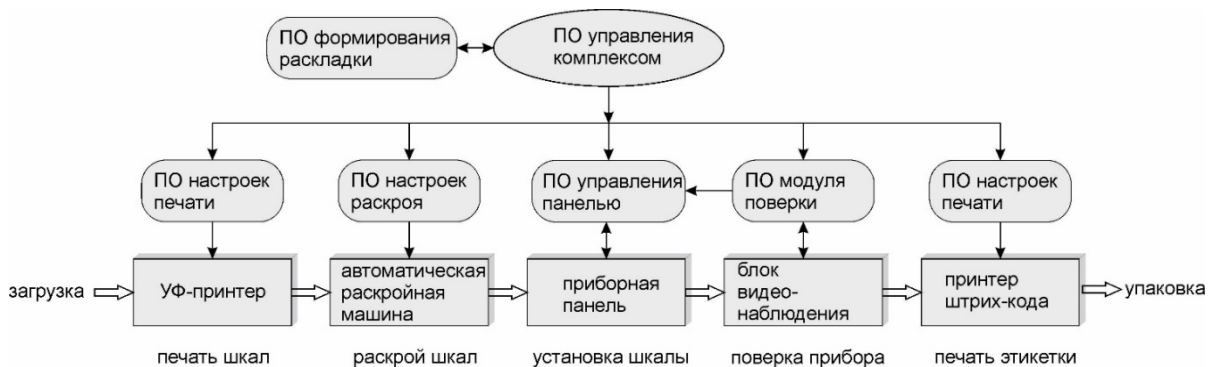 ПО формирования
раскладки
ПО управления
комплексом
ПО настроек
печати
ПО настроек
раскроя
ПО управления
панелью
ПО модуля
поверки
ПО настроек
печати
загрузка
УФ-принтер
автоматическая
раскройная
машина
приборная
панель
блок
видео-
наблюдения
принтер
штрих-кода
упаковка
печать шкал
раскрой шкал
установка шкалы
поверка прибора
печать этикетки